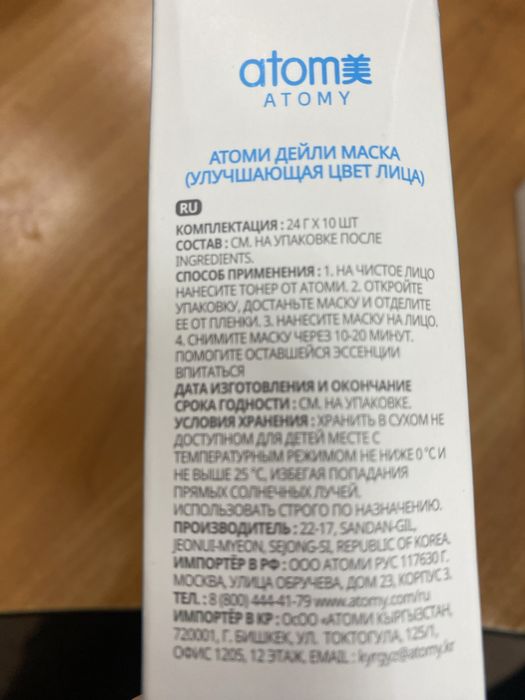 atom美
ATOMY
АТОМИ ДЕЙЛИ МАСКА
(УЛУЧШАЮЩАЯ ЦВЕТ ЛИЦА)
RU
КОМПЛЕКТАЦИЯ : 24 Г Х 10 ШТ
СОСТАВ : СМ. НА УПАКОВКЕ ПОСЛЕ
INGREDIENTS.
СПОСОБ ПРИМЕНЕНИЯ : 1. НА ЧИСТОЕ ЛИЦО
НАНЕСИТЕ ТОНЕР ОТ АТОМИ. 2. ОТКРОЙТЕ
УПАКОВКУ, ДОСТАНЬТЕ МАСКУ И ОТДЕЛИТЕ
ЕЕ ОТ ПЛЕНКИ. 3. НАНЕСИТЕ МАСКУ НА ЛИЦО.
4. СНИМИТЕ МАСКУ ЧЕРЕЗ 10-20 МИНУТ.
ПОМОГИТЕ ОСТАВШЕЙСЯ ЭССЕНЦИИ
ВПИТАТЬСЯ
ДАТА ИЗГОТОВЛЕНИЯ И ОКОНЧАНИЕ
СРОКА ГОДНОСТИ : СМ. НА УПАКОВКЕ.
УСЛОВИЯ ХРАНЕНИЯ : ХРАНИТЬ В СУХОМ НЕ
ДОСТУПНОМ ДЛЯ ДЕТЕЙ МЕСТЕ С
ТЕМПЕРАТУРНЫМ РЕЖИМОМ НЕ НИЖЕ 0 °C И
НЕ ВЫШЕ 25 °C, ИЗБЕГАЯ ПОПАДАНИЯ
ПРЯМЫХ СОЛНЕЧНЫХ ЛУЧЕЙ.
ИСПОЛЬЗОВАТЬ СТРОГО ПО НАЗНАЧЕНИЮ.
ПРОИЗВОДИТЕЛЬ : 22-17, SANDAN-GIL,
JEONUI-MYEON, SEJONG-SI, REPUBLIC OF KOREA.
ИМПОРТЁР В РФ : ООО АТОМИ РУС 117630 Г.
МОСКВА, УЛИЦА ОБРУЧЕВА, ДОМ 23, КОРПУС 3.
ТЕЛ. : 8 (800) 444-41-79 www.atomy.com/ru
ИМПОРТЁР В КР : ОсОО «АТОМИ КЫРГЫЗСТАН,
720001, Г. БИШКЕК, УЛ. ТОКТОГУЛА, 125/1,
ОФИС 1205, 12 ЭТАЖ, EMAIL : kyrgyz@atomy.kr